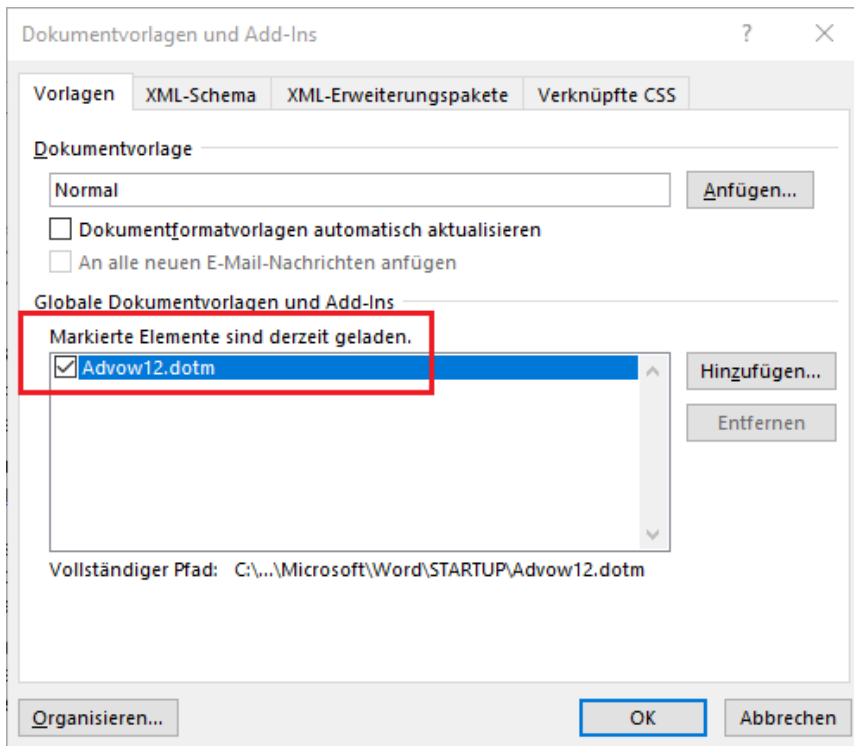 Dokumentvorlagen und Add-Ins
Vorlagen XML-Schema XML-Erweiterungspakete Verknüpfte CSS
Dokumentvorlage
Normal Anfügen...
Dokumentformatvorlagen automatisch aktualisieren
An alle neuen E-Mail-Nachrichten anfügen
Globale Dokumentvorlagen und Add-Ins
Markierte Elemente sind derzeit geladen.
Advow12.dotm Hinzufügen...
Entfernen
Vollständiger Pfad: C:\...\Microsoft\Word\STARTUP\Advow12.dotm
Organisieren... OK Abbrechen